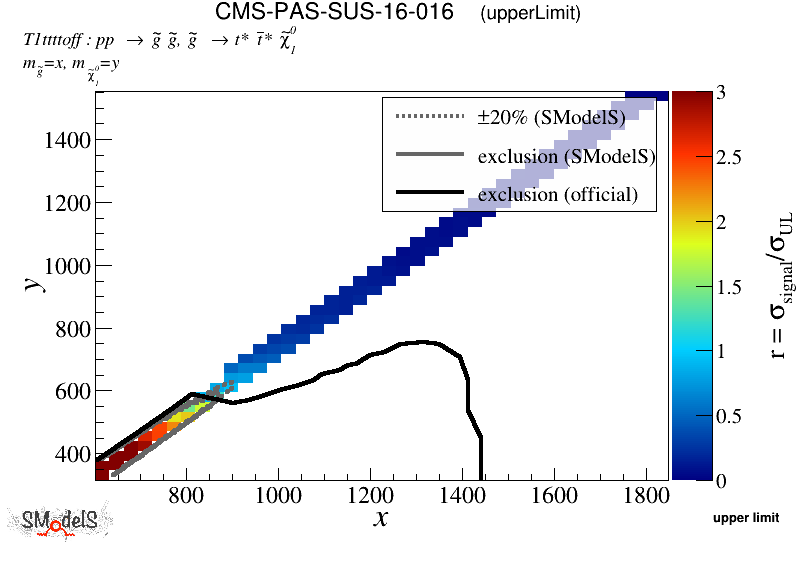 CMS-PAS-SUS-16-016 (upperLimit)
T1ttttoff : pp → g̃ g̃, g̃ → t* t̄* χ̃⁰₁
m_g̃=x, m_χ̃⁰₁=y
±20% (SModelS)
exclusion (SModelS)
exclusion (official)
1400
1200
1000
800
600
400
y
800
1000
1200
1400
1600
1800
x
3
2.5
2
1.5
1
0.5
0
r = σ_signal/σ_UL
SModelS
upper limit